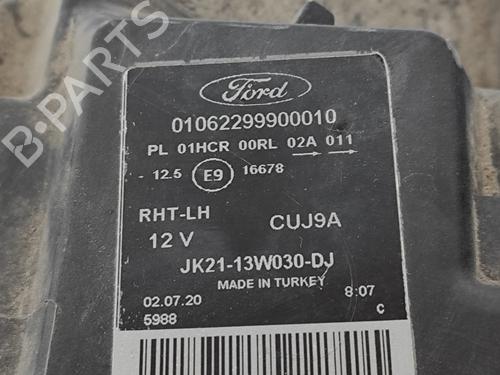 B-PARTS
Ford
01062299900010
PL 01HCR 00RL 02A 011
- 12.5 E9 16678
RHT-LH CUJ9A
12 V
JK21-13W030-DJ
MADE IN TURKEY
02.07.20 8:07
5988 C